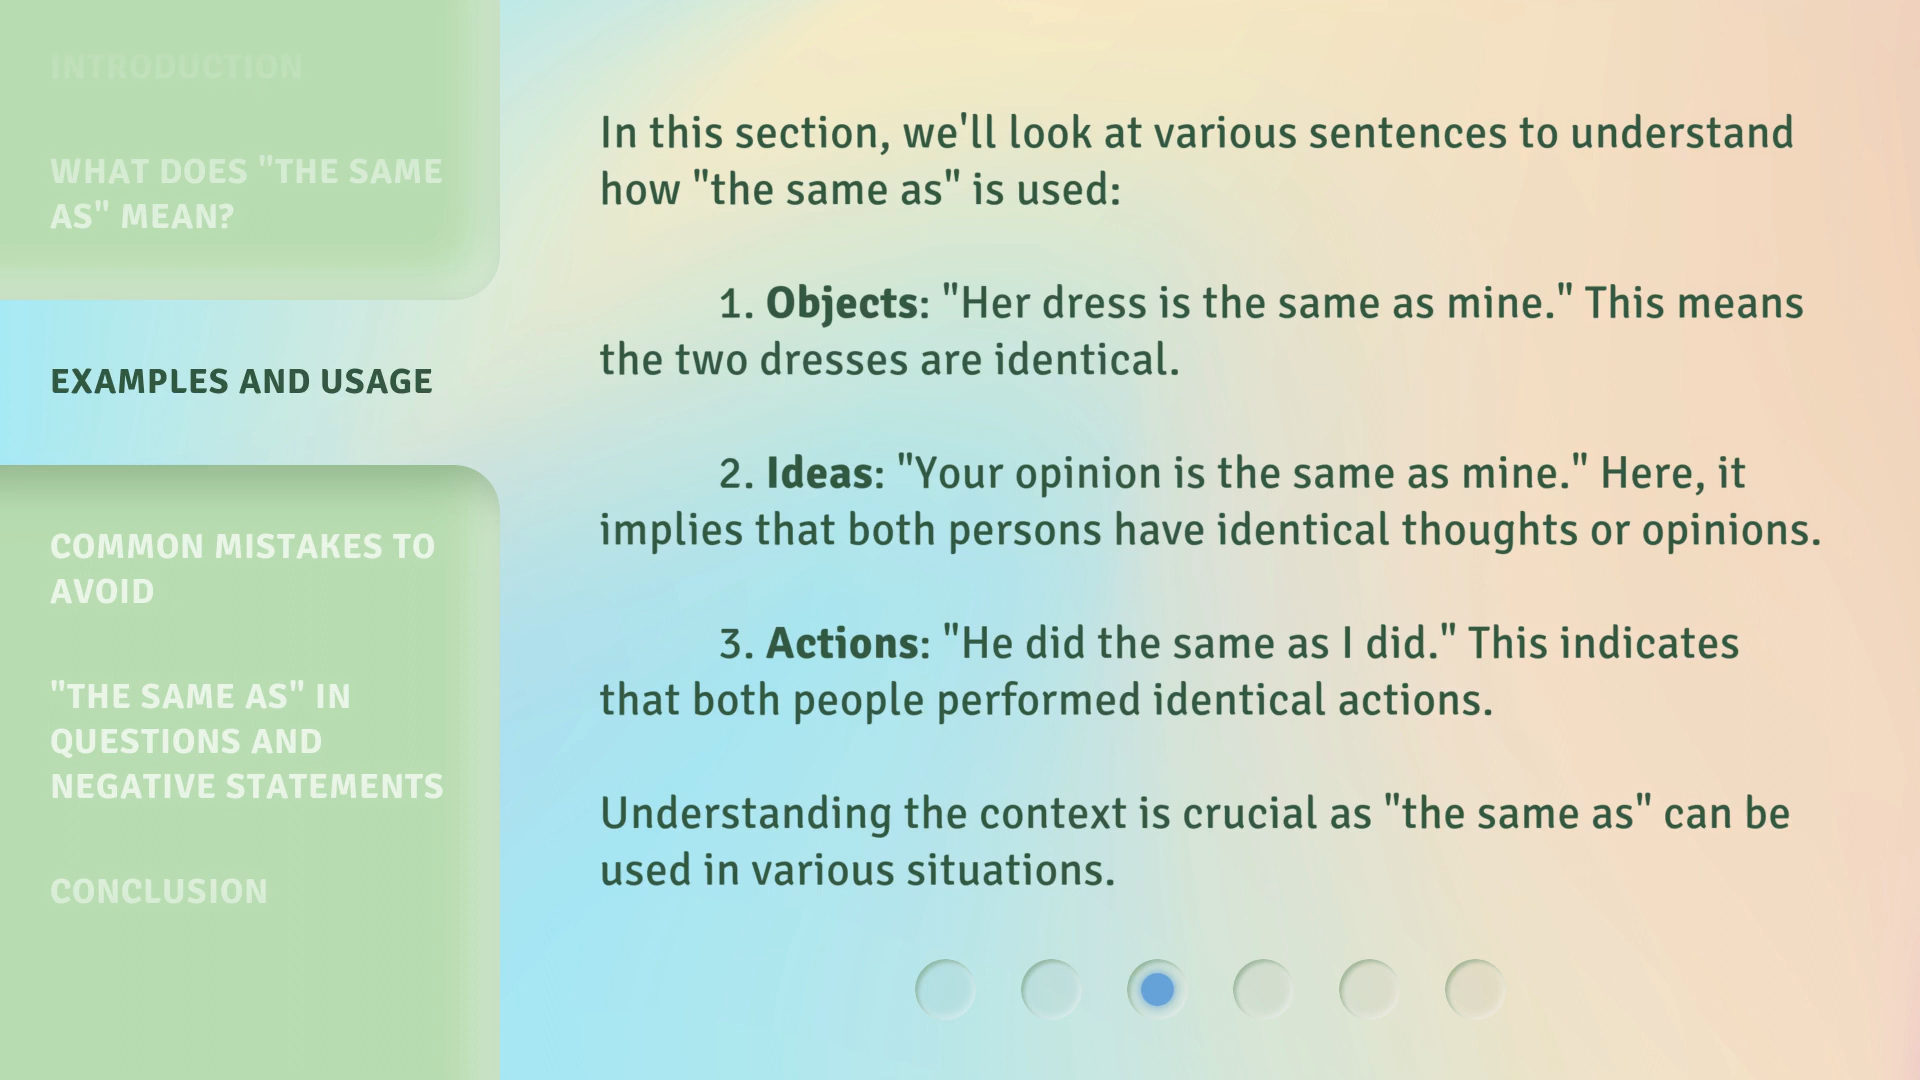 INTRODUCTION
WHAT DOES "THE SAME
AS" MEAN?
EXAMPLES AND USAGE
COMMON MISTAKES TO
AVOID
"THE SAME AS" IN
QUESTIONS AND
NEGATIVE STATEMENTS
CONCLUSION
In this section, we'll look at various sentences to understand
how "the same as" is used:
1. Objects: "Her dress is the same as mine." This means
the two dresses are identical.
2. Ideas: "Your opinion is the same as mine." Here, it
implies that both persons have identical thoughts or opinions.
3. Actions: "He did the same as I did." This indicates
that both people performed identical actions.
Understanding the context is crucial as "the same as" can be
used in various situations.